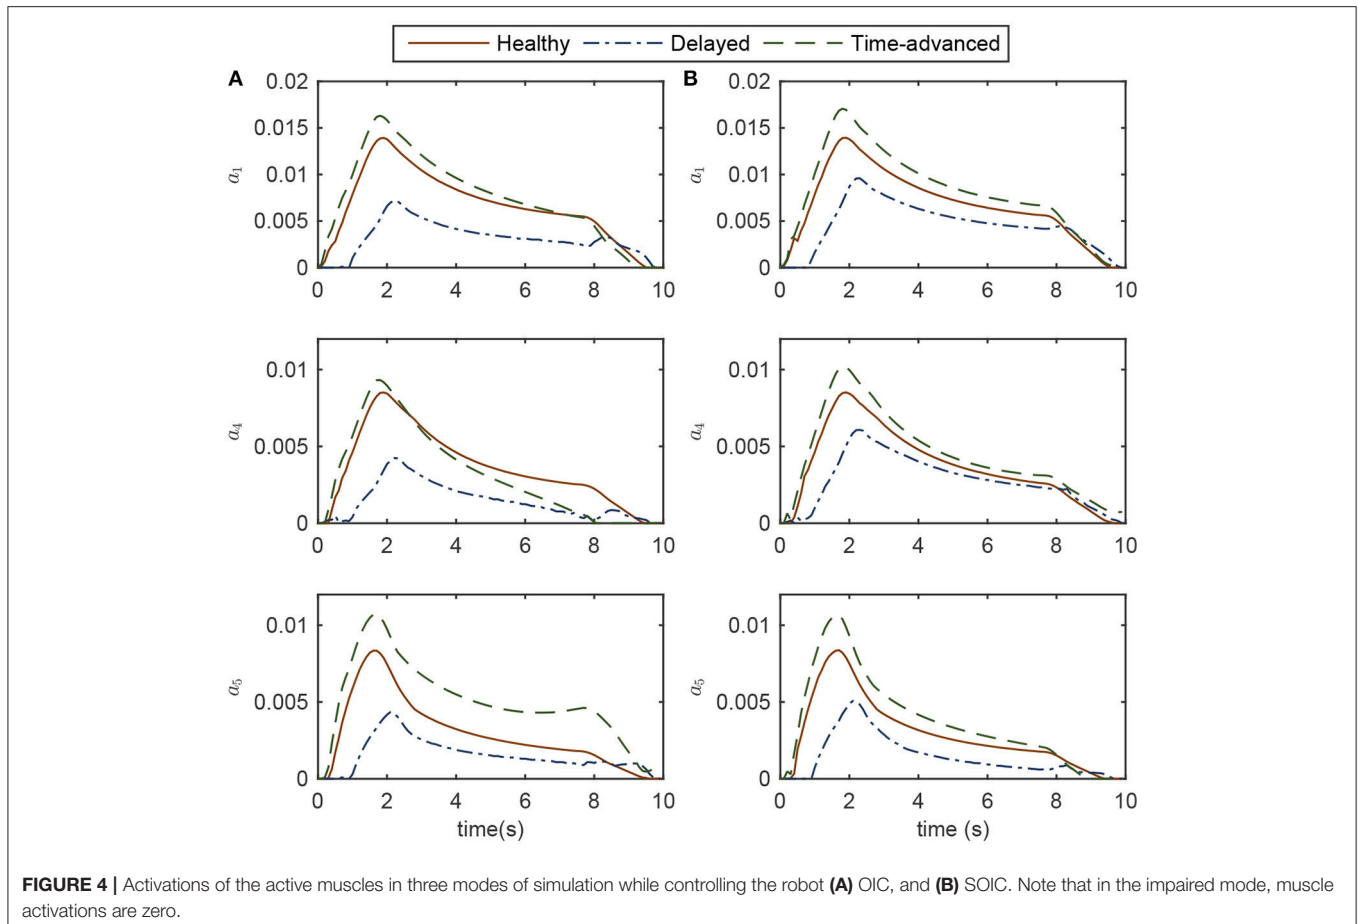 Healthy Delayed Time-advanced
A B
0.02 0.02
0.015 0.015
a1 0.01 a1 0.01
0.005 0.005
0 0
0 2 4 6 8 10 0 2 4 6 8 10
0.01 0.01
a4 0.005 a4 0.005
0 0
0 2 4 6 8 10 0 2 4 6 8 10
0.01 0.01
a5 0.005 a5 0.005
0 0
0 2 4 6 8 10 0 2 4 6 8 10
time(s) time (s)
FIGURE 4 | Activations of the active muscles in three modes of simulation while controlling the robot (A) OIC, and (B) SOIC. Note that in the impaired mode, muscle
activations are zero.